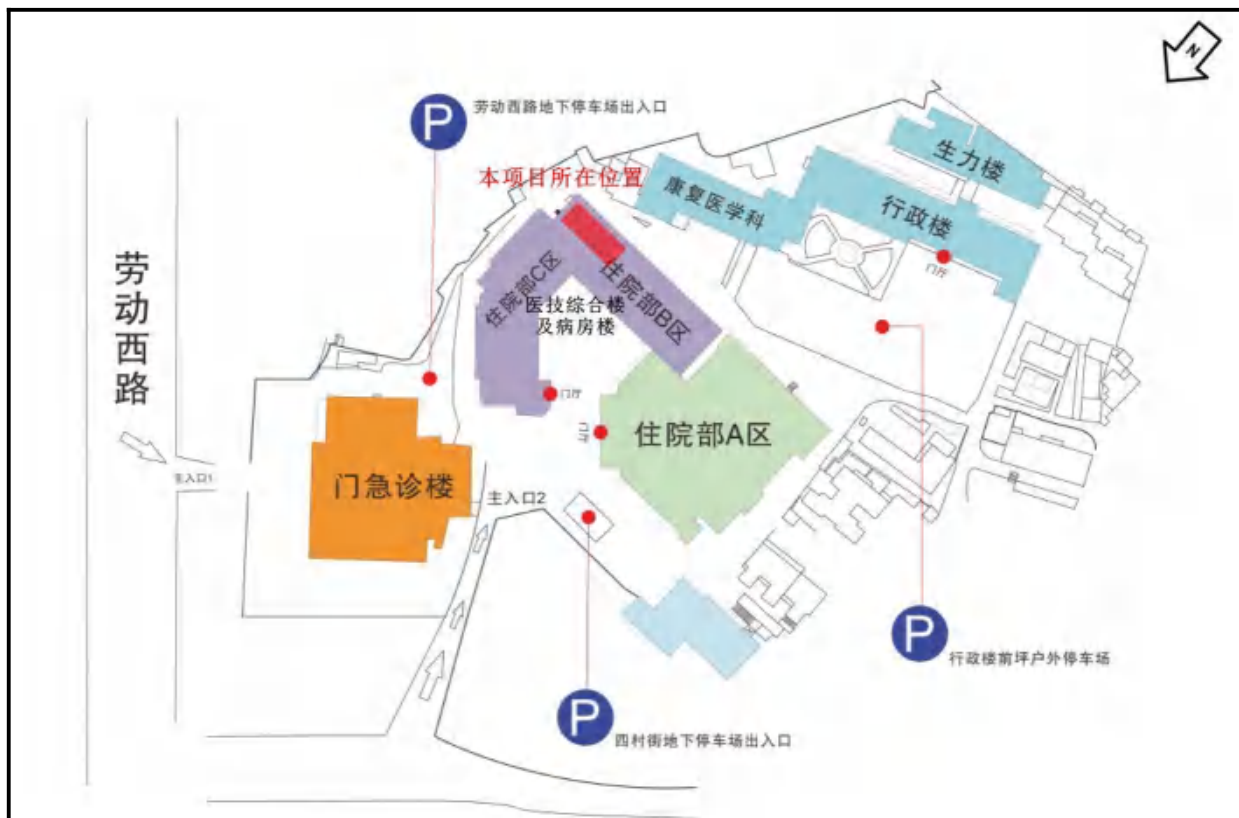 N
P
劳动西路地下停车场出入口
本项目所在位置
生力楼
康复医学科
行政楼
门厅
劳动西路
住院部C区
住院部B区
医技综合楼
及病房楼
门厅
门厅
住院部A区
主入口1
门急诊楼
主入口2
P
行政楼前坪户外停车场
P
四村街地下停车场出入口